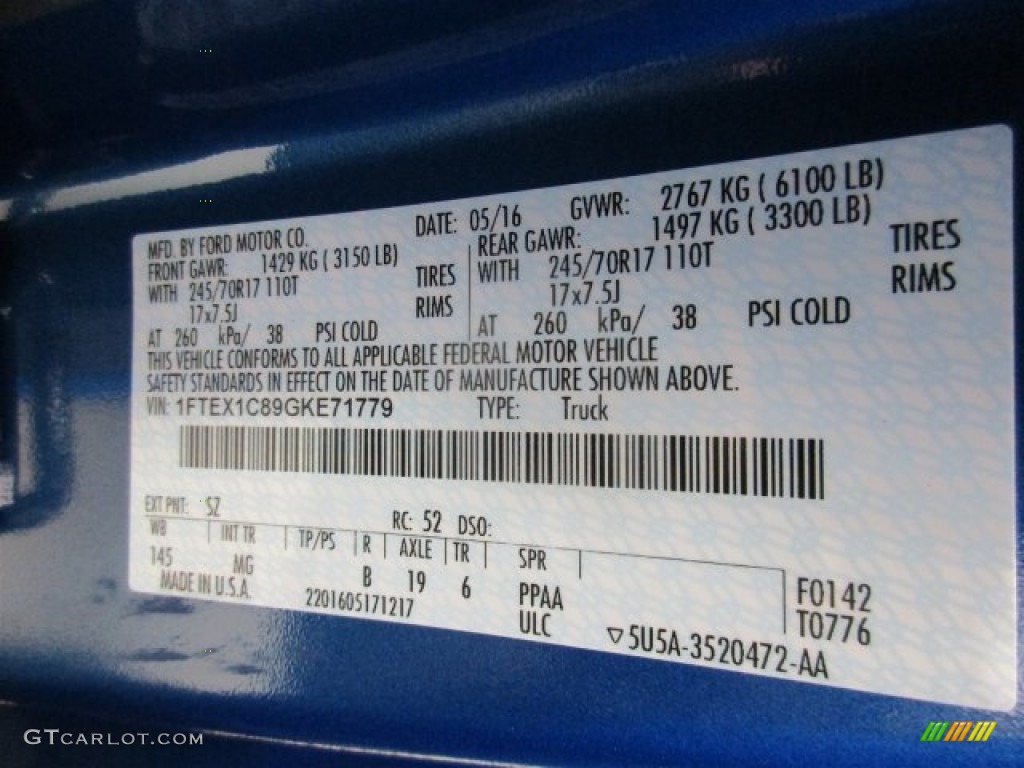 MFD. BY FORD MOTOR CO. DATE: 05/16 GVWR: 2767 KG ( 6100 LB)
FRONT GAWR: 1429 KG ( 3150 LB) REAR GAWR: 1497 KG ( 3300 LB)
WITH 245/70R17 110T TIRES WITH 245/70R17 110T TIRES
17x7.5J RIMS 17x7.5J RIMS
AT 260 kPa/ 38 PSI COLD AT 260 kPa/ 38 PSI COLD
THIS VEHICLE CONFORMS TO ALL APPLICABLE FEDERAL MOTOR VEHICLE
SAFETY STANDARDS IN EFFECT ON THE DATE OF MANUFACTURE SHOWN ABOVE.
VIN: 1FTEX1C89GKE71779 TYPE: Truck
EXT PNT: SZ RC: 52 DSO:
WB INT TR TP/PS R AXLE TR SPR
145 MG B 19 6 PPAA F0142
MADE IN U.S.A. 2201605171217 ULC T0776
▽5U5A-3520472-AA
GTCARLOT.COM